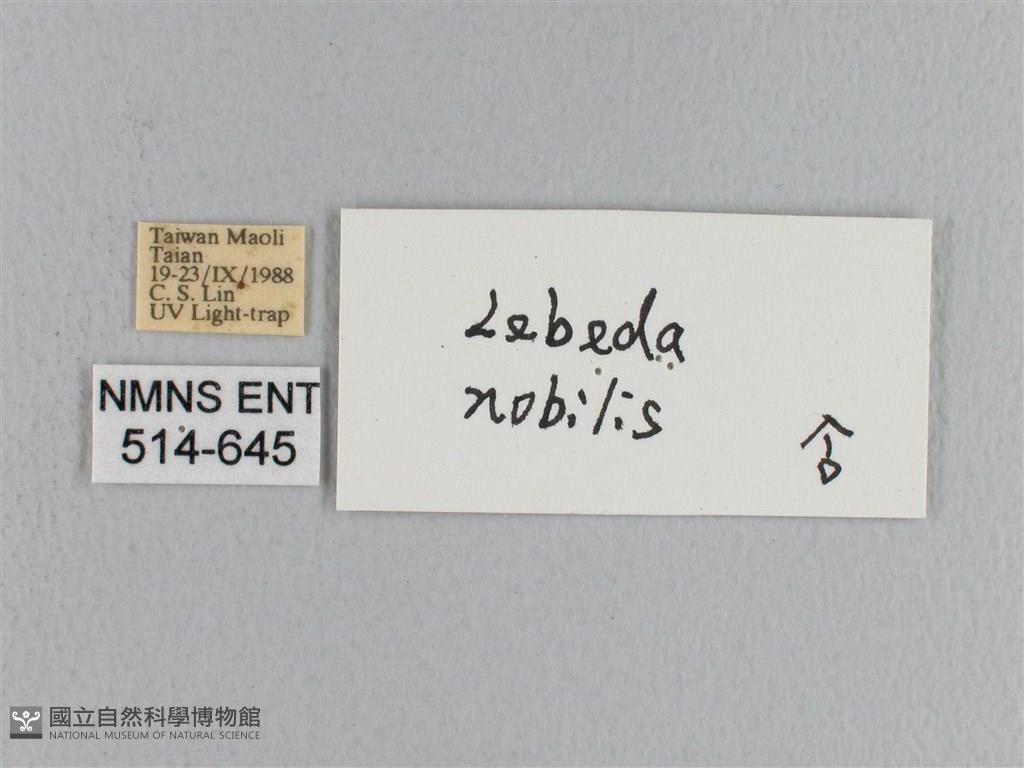 Taiwan Maoli
Taian
19-23/IX/1988
C. S. Lin
UV Light-trap
NMNS ENT
514-645
Lebeda
nobilis
國立自然科學博物館
NATIONAL MUSEUM OF NATURAL SCIENCE